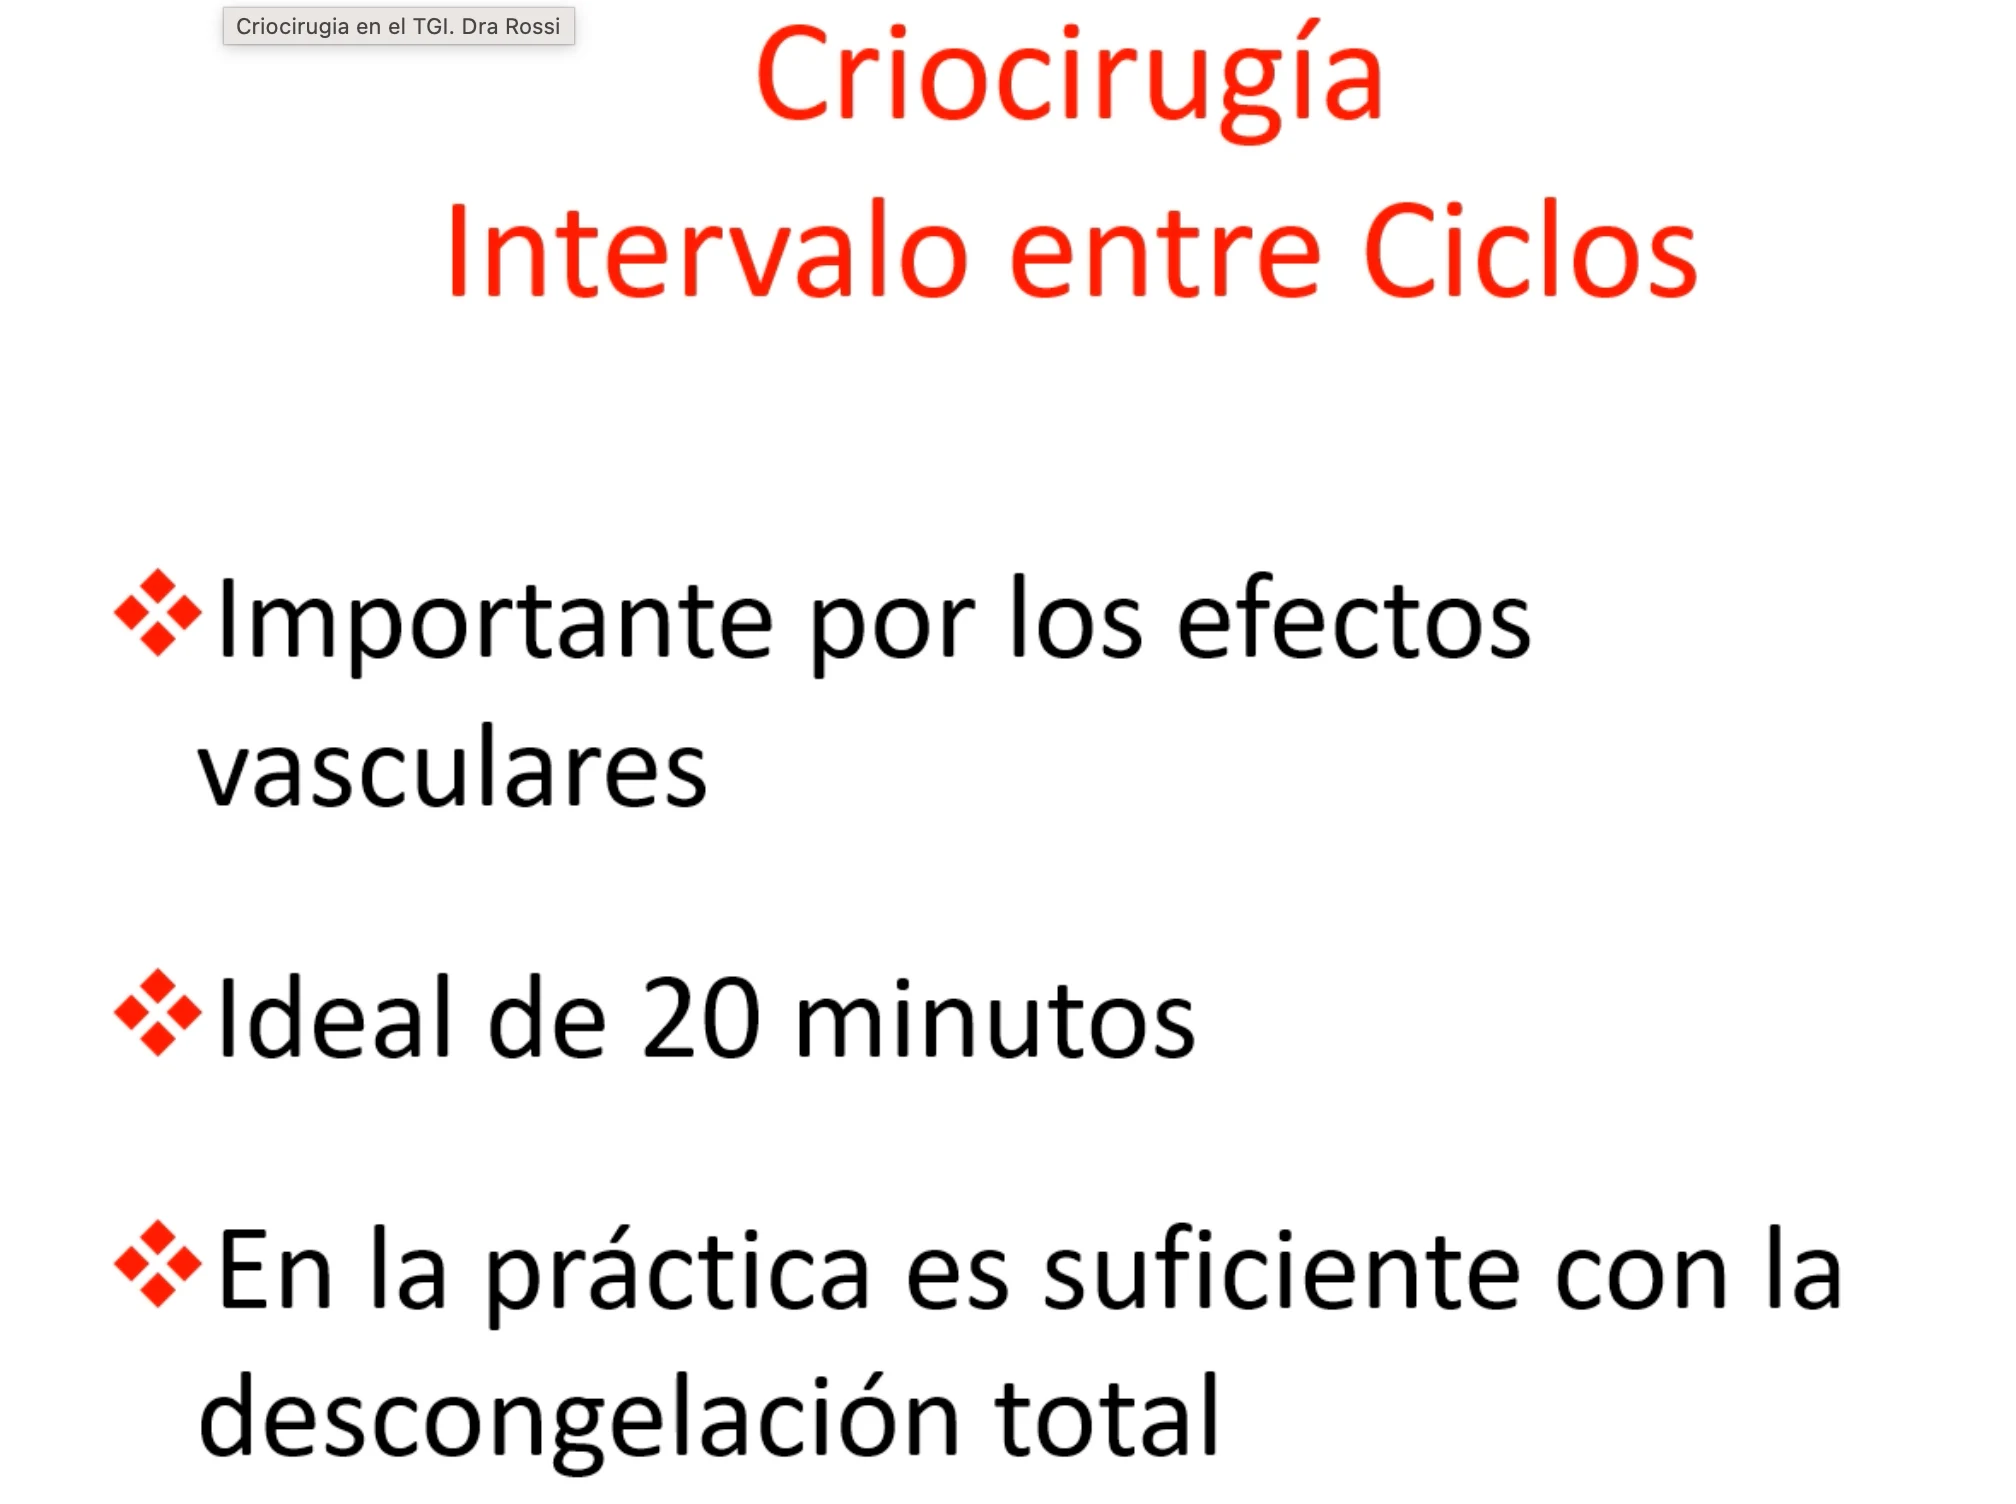 Criocirugia en el TGI. Dra Rossi
Criocirugía
Intervalo entre Ciclos
Importante por los efectos
vasculares
Ideal de 20 minutos
En la práctica es suficiente con la
descongelación total